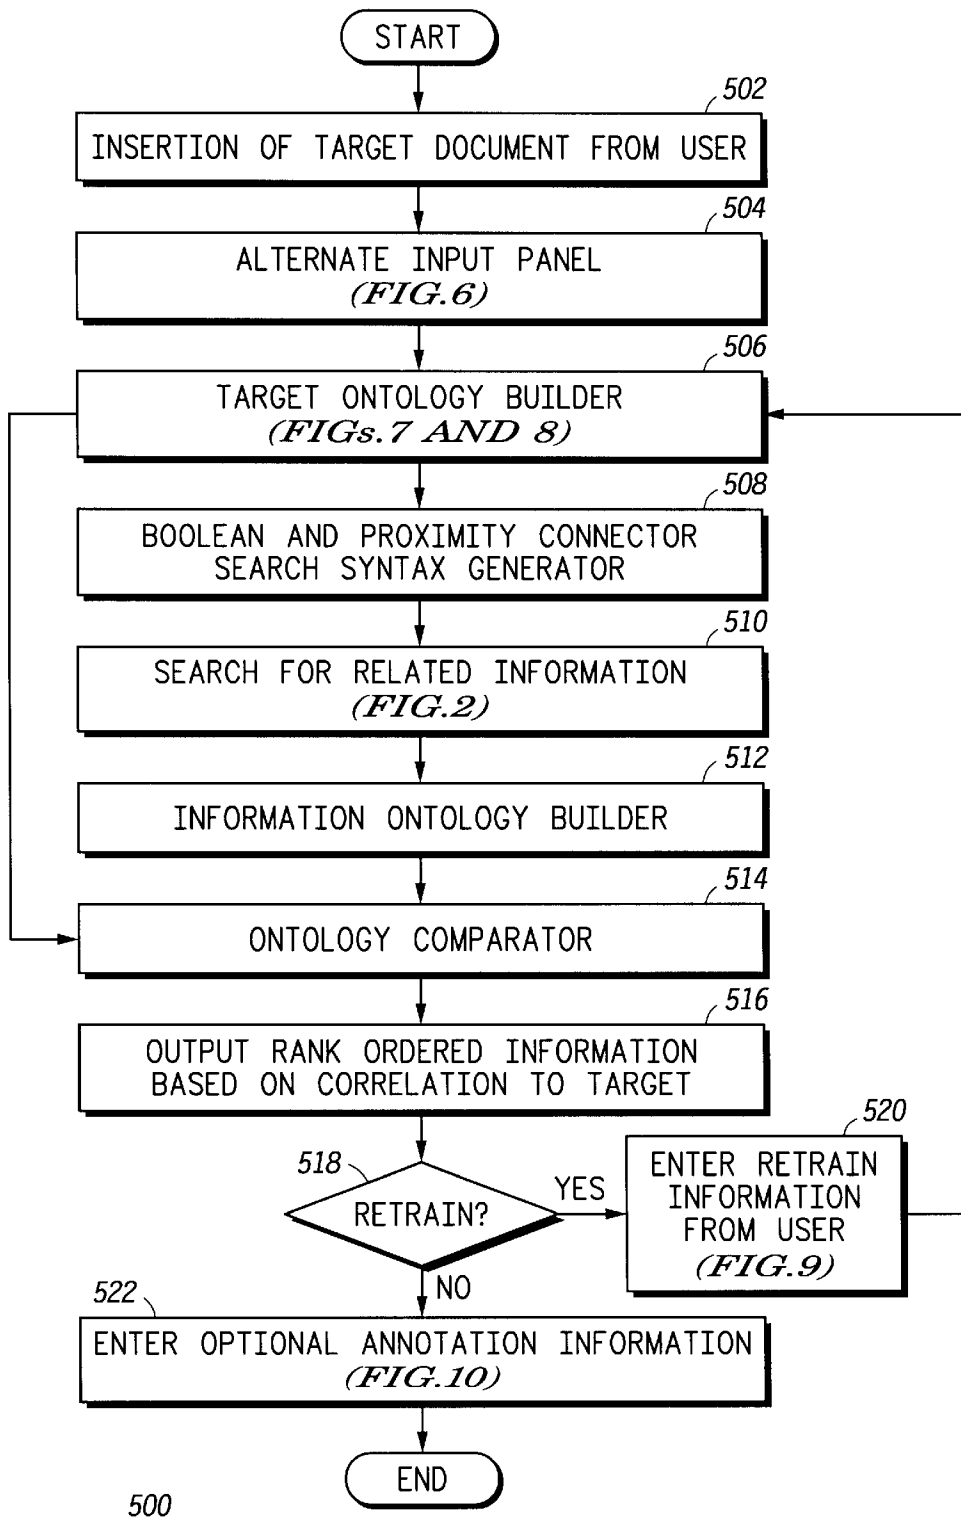 START
502
INSERTION OF TARGET DOCUMENT FROM USER
504
ALTERNATE INPUT PANEL
(FIG.6)
506
TARGET ONTOLOGY BUILDER
(FIGs.7 AND 8)
508
BOOLEAN AND PROXIMITY CONNECTOR
SEARCH SYNTAX GENERATOR
510
SEARCH FOR RELATED INFORMATION
(FIG.2)
512
INFORMATION ONTOLOGY BUILDER
514
ONTOLOGY COMPARATOR
516
OUTPUT RANK ORDERED INFORMATION
BASED ON CORRELATION TO TARGET
518
RETRAIN?
YES
520
ENTER RETRAIN
INFORMATION
FROM USER
(FIG.9)
NO
522
ENTER OPTIONAL ANNOTATION INFORMATION
(FIG.10)
END
500